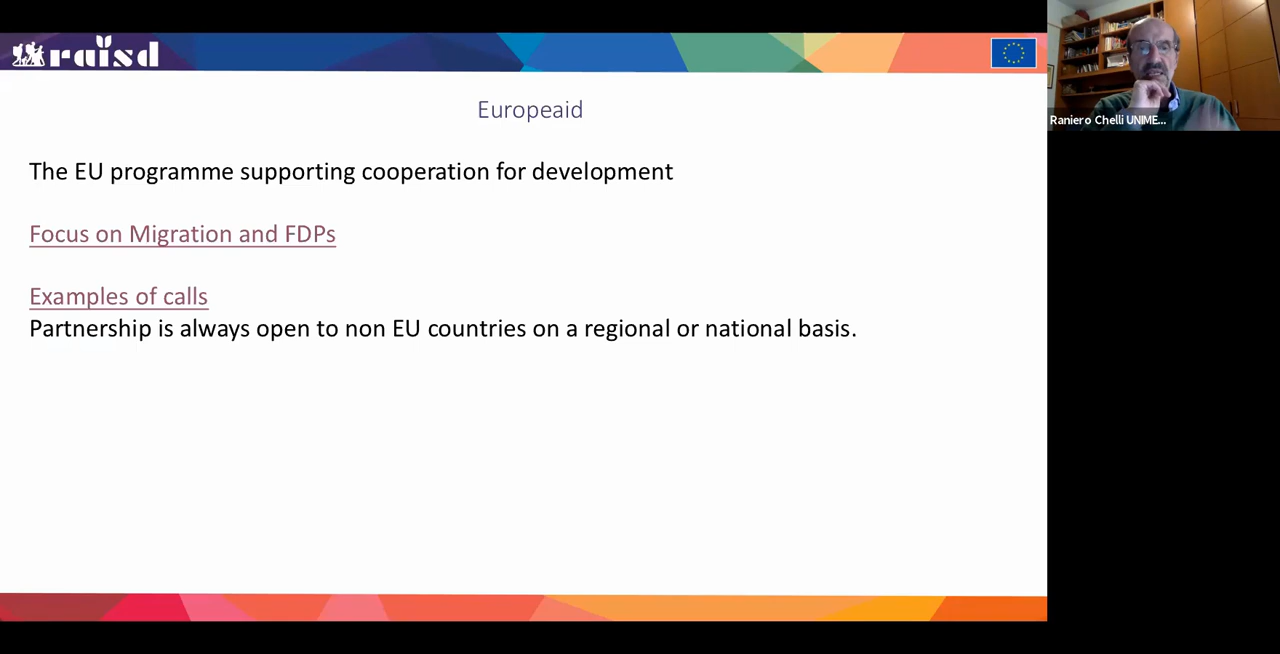 raisd
Europeaid
The EU programme supporting cooperation for development
Focus on Migration and FDPs
Examples of calls
Partnership is always open to non EU countries on a regional or national basis.
Raniero Chelli UNIME...